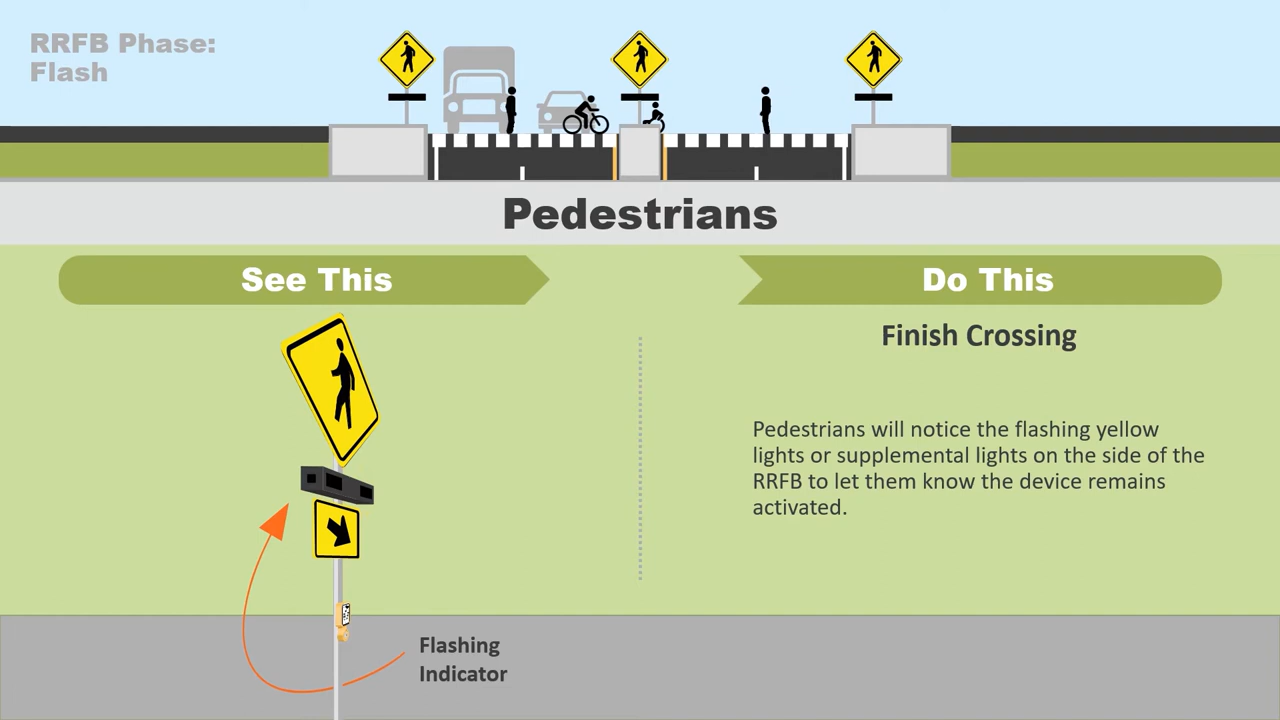 RRFB Phase:
Flash
Pedestrians
See This
Do This
Finish Crossing
Pedestrians will notice the flashing yellow
lights or supplemental lights on the side of the
RRFB to let them know the device remains
activated.
Flashing
Indicator